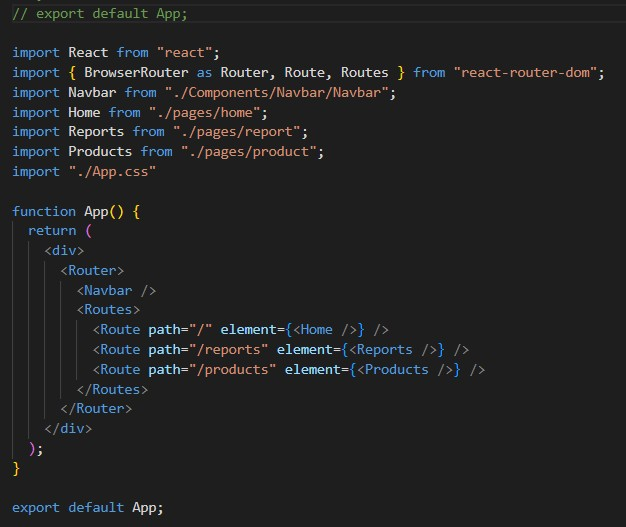 // export default App;
import React from "react";
import { BrowserRouter as Router, Route, Routes } from "react-router-dom";
import Navbar from "./Components/Navbar/Navbar";
import Home from "./pages/home";
import Reports from "./pages/report";
import Products from "./pages/product";
import "./App.css"
function App() {
  return (
    <div>
      <Router>
        <Navbar />
        <Routes>
          <Route path="/" element={<Home />} />
          <Route path="/reports" element={<Reports />} />
          <Route path="/products" element={<Products />} />
        </Routes>
      </Router>
    </div>
  );
}
export default App;